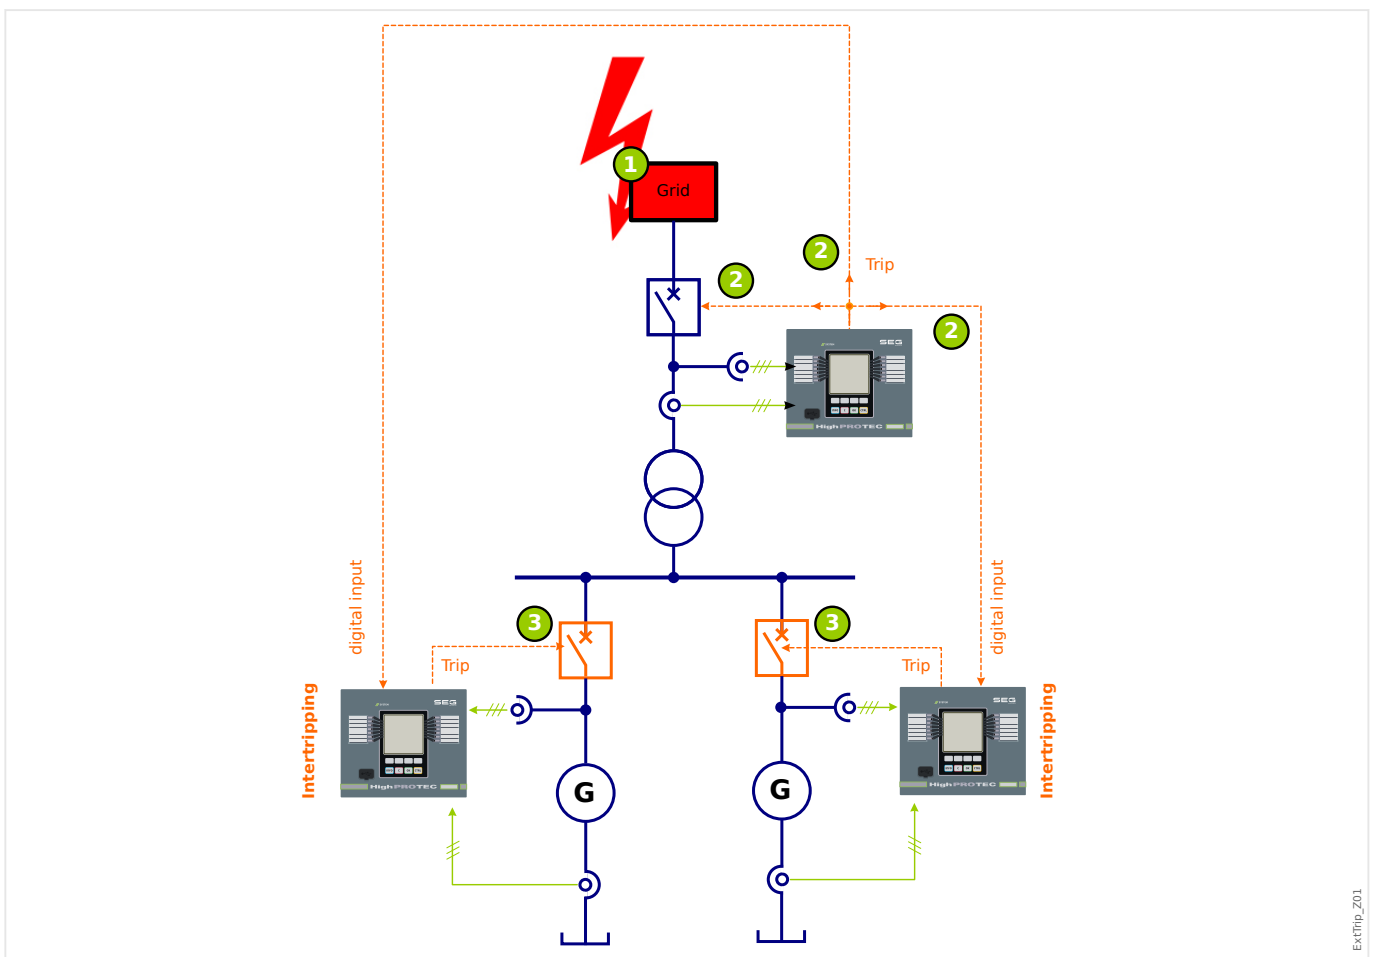 1
Grid
2
Trip
2
2
SEG
HighPROTEC
digital input
digital input
3
3
Trip
Trip
Intertripping
SEG
HighPROTEC
SEG
HighPROTEC
Intertripping
G
G
ExtTrip_Z01